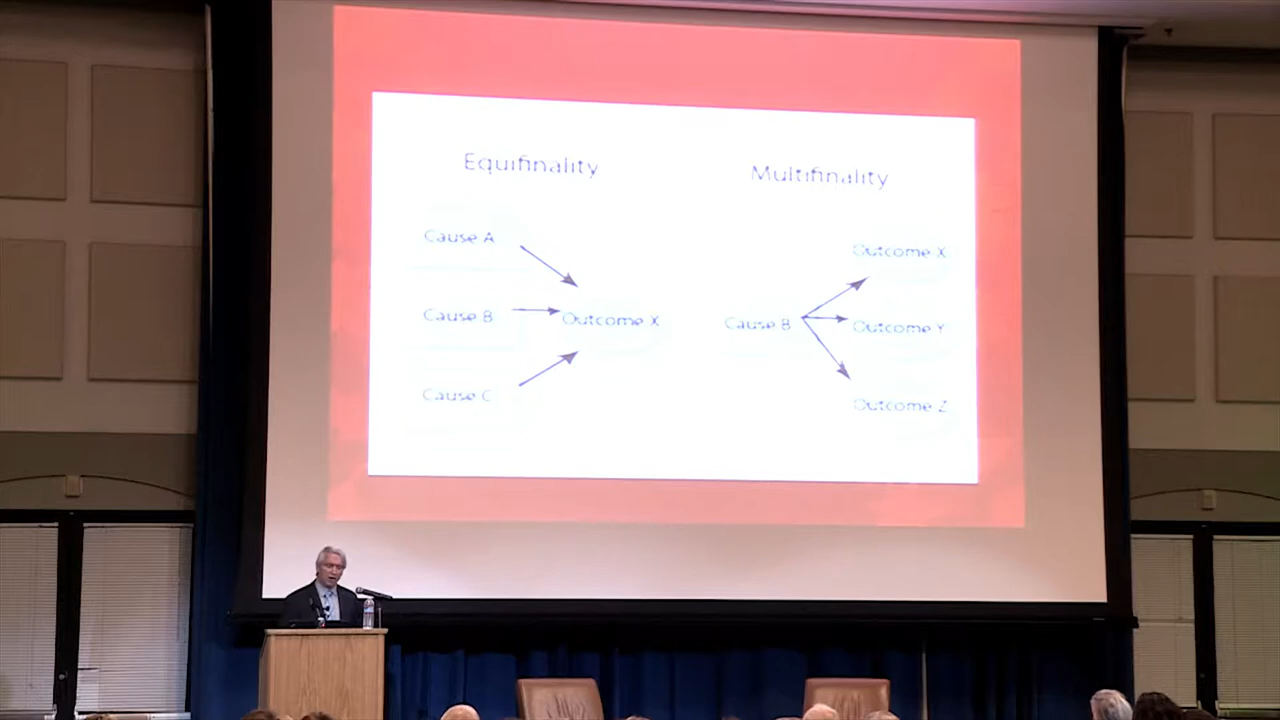 Equifinality
Cause A
Cause B
Outcome X
Cause C
Multifinality
Outcome X
Cause B
Outcome Y
Outcome Z